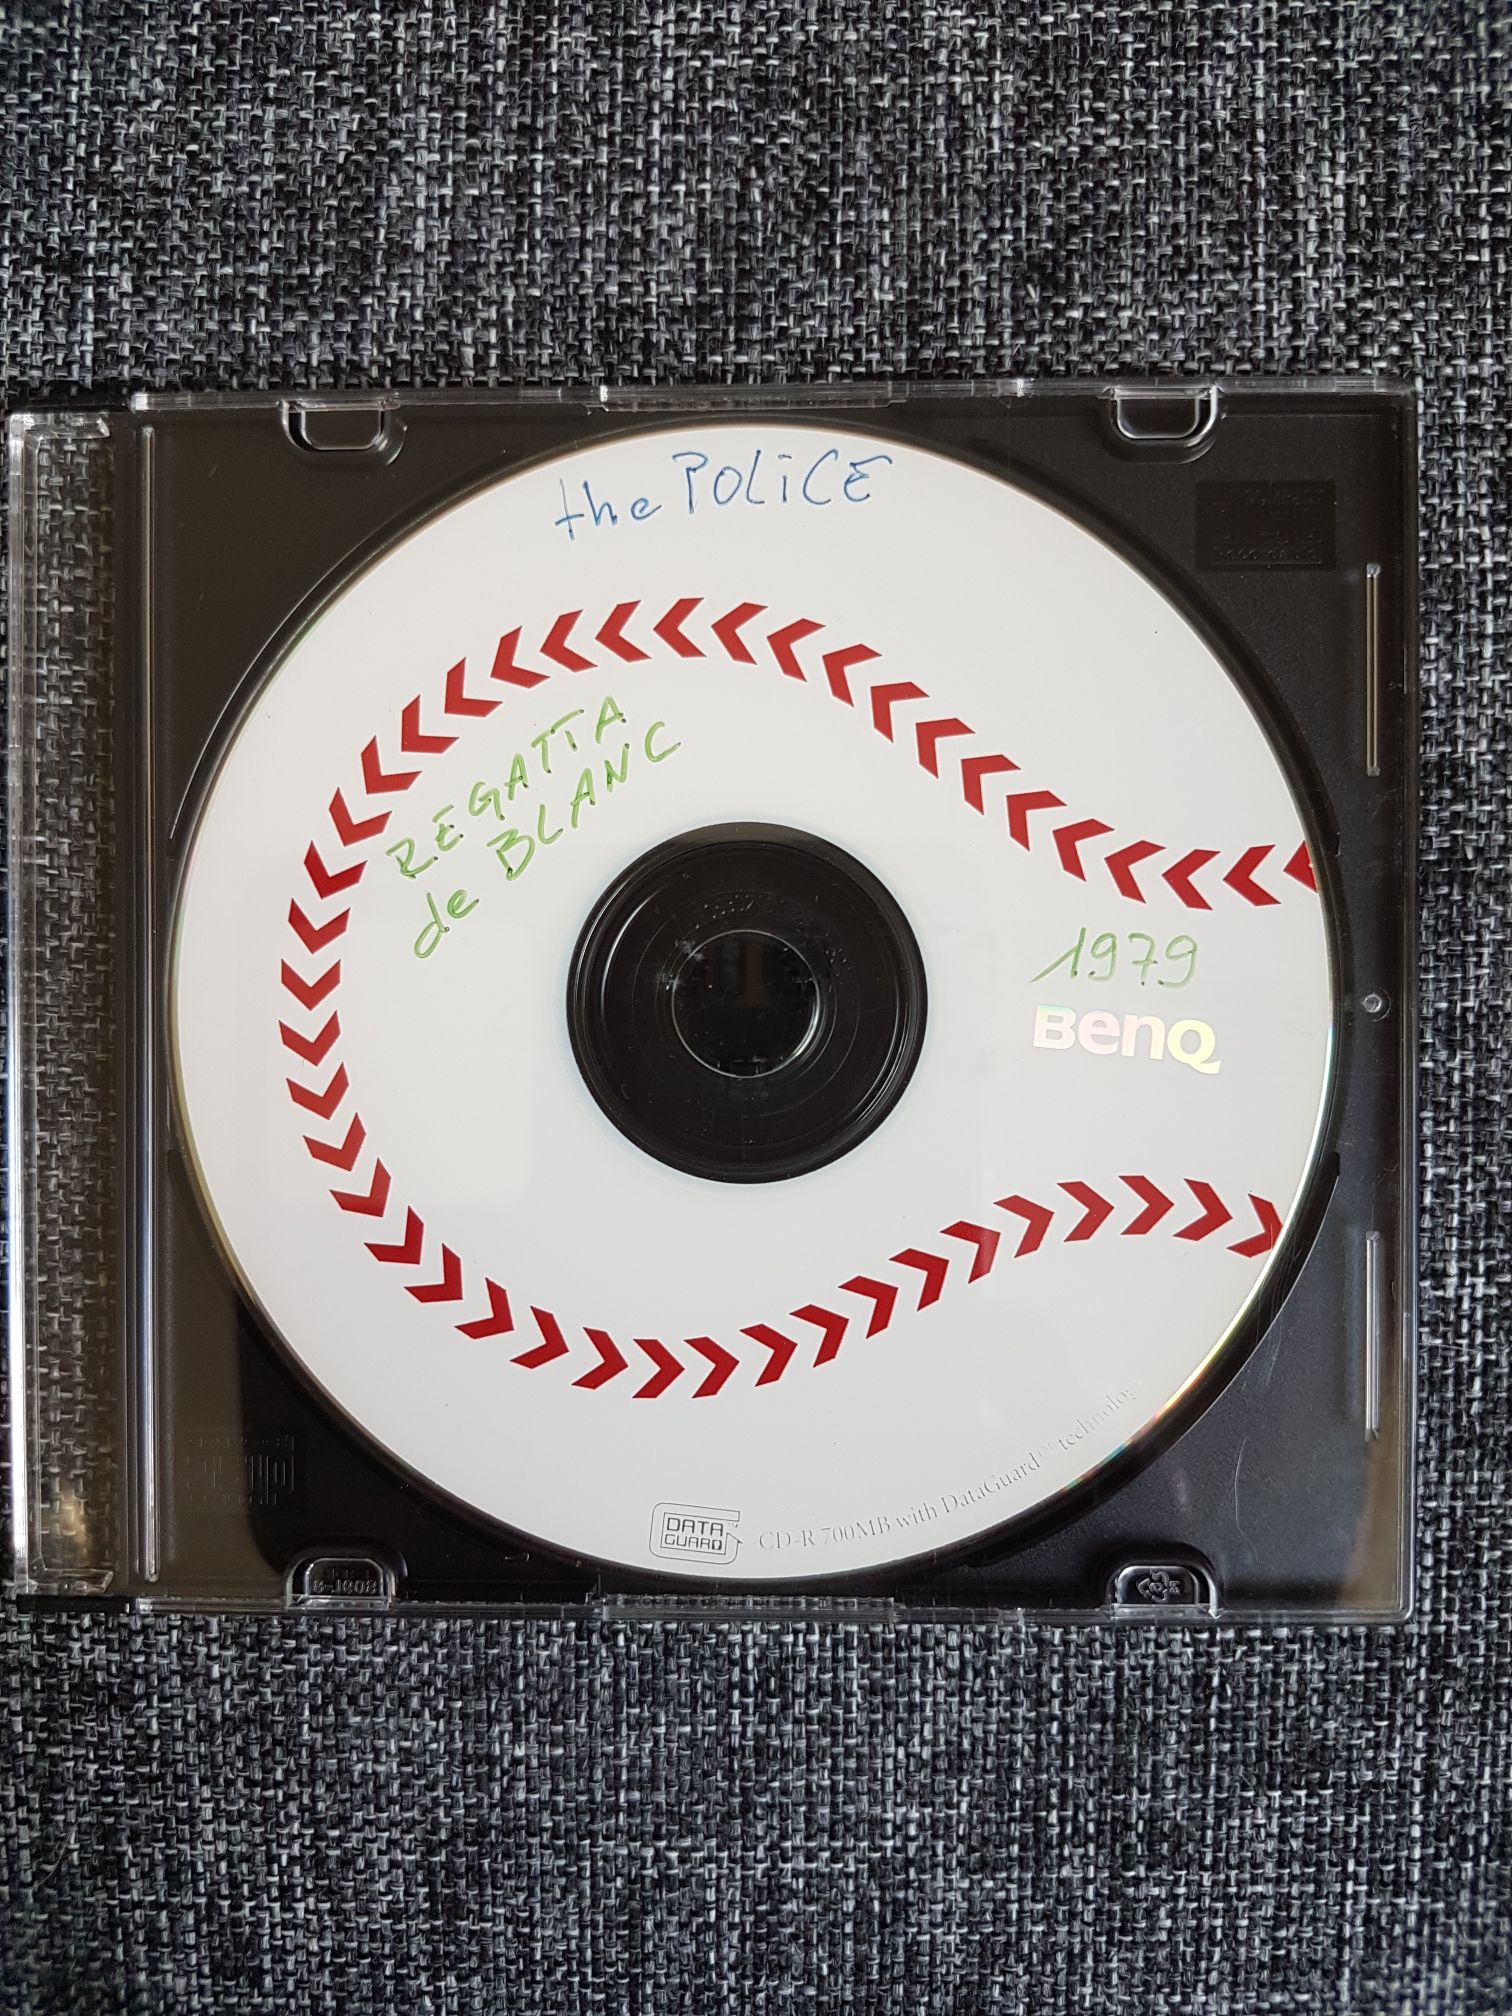 the POLiCE
REGATTA
de BLANC
1979
BenQ
DATA
GUARD
CD-R 700MB with DataGuard™ technology